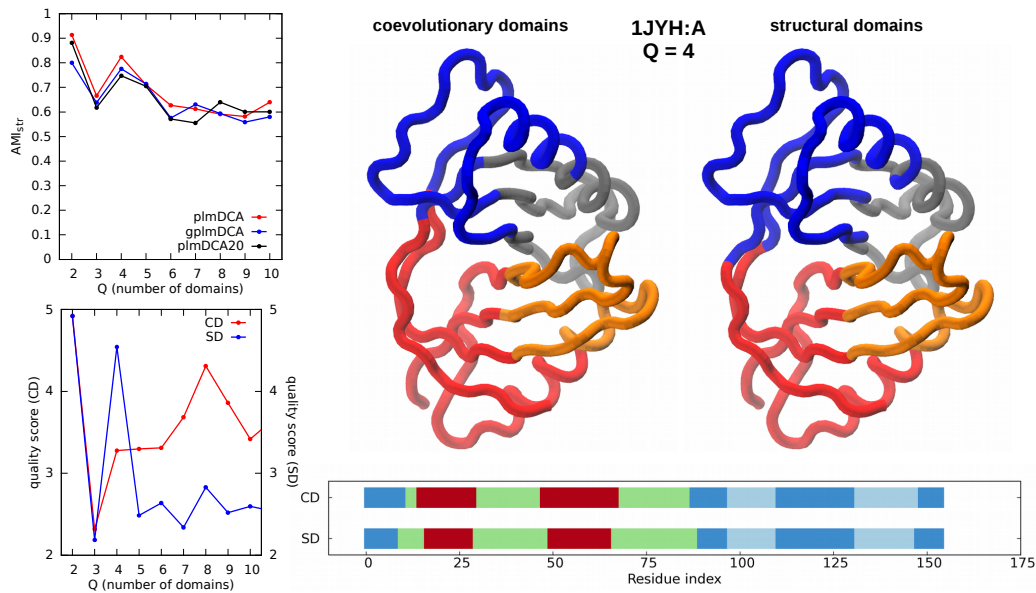 coevolutionary domains
1JYH:A
Q = 4
structural domains
1
0.9
0.8
0.7
0.6
0.5
0.4
0.3
0.2
0.1
0
AMIstr
plmDCA
gplmDCA
plmDCA20
2 3 4 5 6 7 8 9 10
Q (number of domains)
5
4
3
2
quality score (CD)
CD
SD
5
4
3
2
quality score (SD)
2 3 4 5 6 7 8 9 10
Q (number of domains)
CD
SD
0 25 50 75 100 125 150 175
Residue index